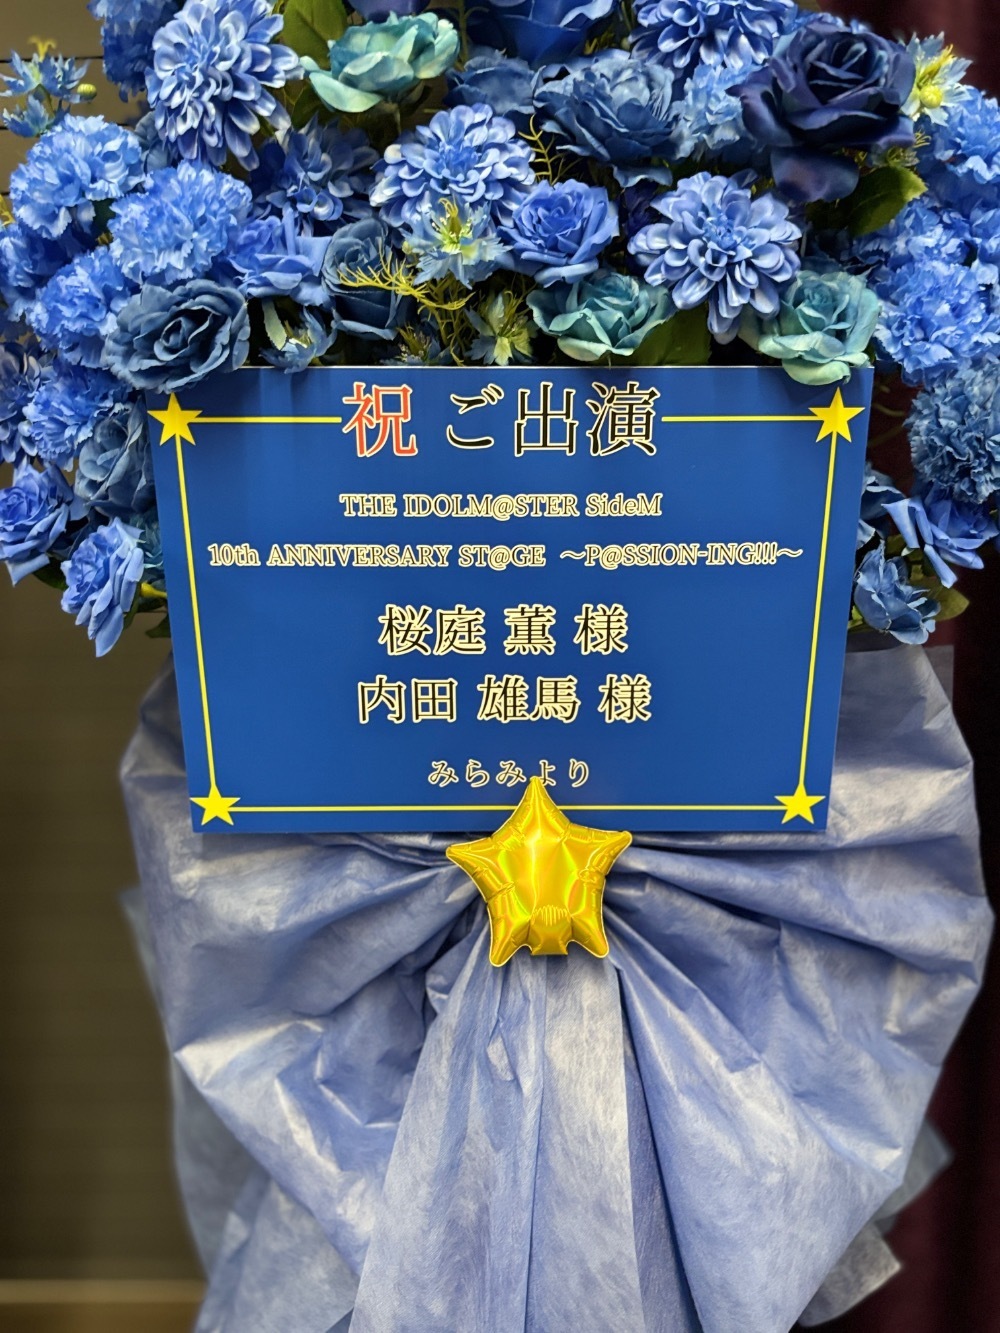 祝 ご出演
THE IDOLM@STER SideM
10th ANNIVERSARY ST@GE ～P@SSION-ING!!!～
桜庭 薫 様
内田 雄馬 様
みらみより